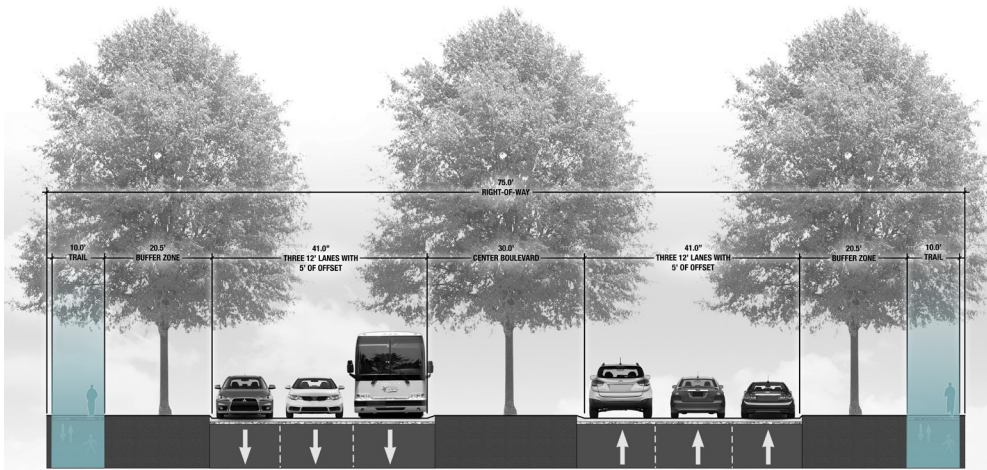 75.0'
RIGHT-OF-WAY
10.0'
TRAIL
20.5'
BUFFER ZONE
41.0"
THREE 12' LANES WITH
5' OF OFFSET
30.0'
CENTER BOULEVARD
41.0"
THREE 12' LANES WITH
5' OF OFFSET
20.5'
BUFFER ZONE
10.0'
TRAIL